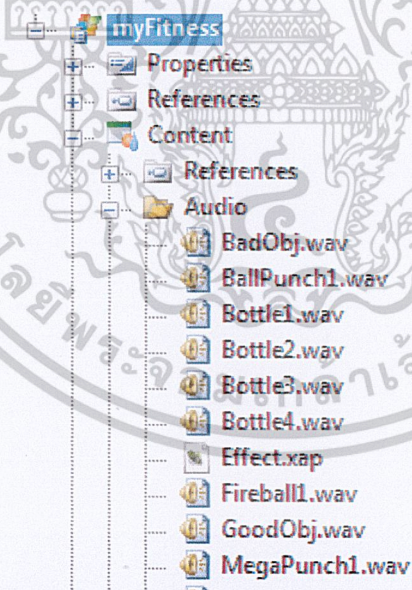 myFitness
Properties
References
Content
References
Audio
BadObj.wav
BallPunch1.wav
Bottle1.wav
Bottle2.wav
Bottle3.wav
Bottle4.wav
Effect.xap
Fireball1.wav
GoodObj.wav
MegaPunch1.wav